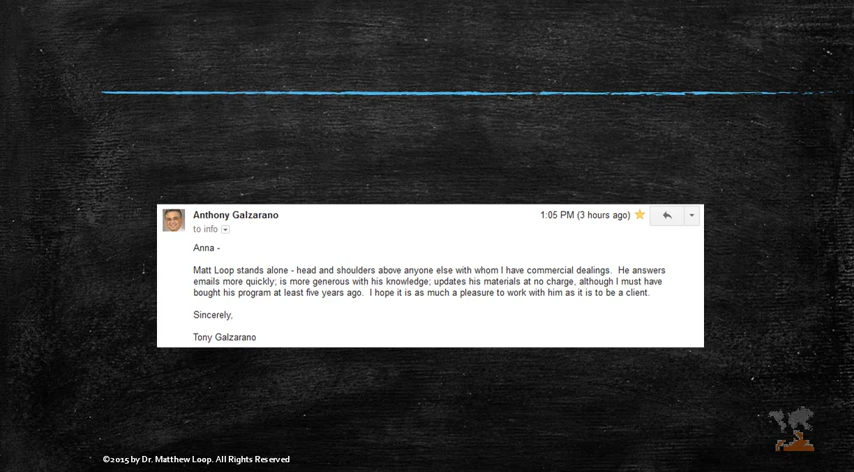 Anthony Galzarano
1:05 PM (3 hours ago)
to info
Anna -
Matt Loop stands alone - head and shoulders above anyone else with whom I have commercial dealings.  He answers
emails more quickly; is more generous with his knowledge; updates his materials at no charge, although I must have
bought his program at least five years ago.  I hope it is as much a pleasure to work with him as it is to be a client.
Sincerely,
Tony Galzarano
©2015 by Dr. Matthew Loop. All Rights Reserved